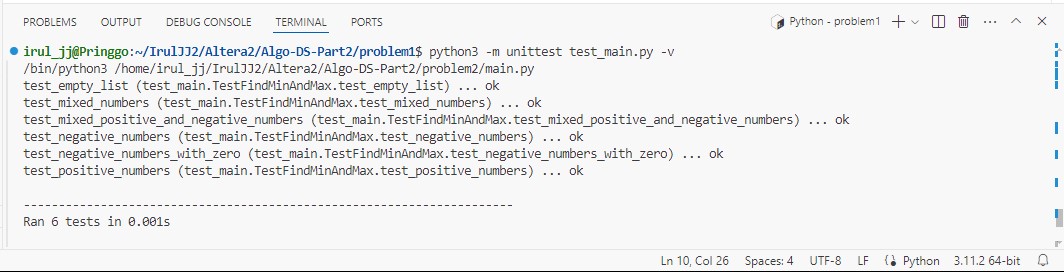 PROBLEMS OUTPUT DEBUG CONSOLE TERMINAL PORTS Python - problem1
irul_jj@Pringgo:~/IrulJJ2/Altera2/Algo-DS-Part2/problem1$ python3 -m unittest test_main.py -v
/bin/python3 /home/irul_jj/IrulJJ2/Altera2/Algo-DS-Part2/problem2/main.py
test_empty_list (test_main.TestFindMinAndMax.test_empty_list) ... ok
test_mixed_numbers (test_main.TestFindMinAndMax.test_mixed_numbers) ... ok
test_mixed_positive_and_negative_numbers (test_main.TestFindMinAndMax.test_mixed_positive_and_negative_numbers) ... ok
test_negative_numbers (test_main.TestFindMinAndMax.test_negative_numbers) ... ok
test_negative_numbers_with_zero (test_main.TestFindMinAndMax.test_negative_numbers_with_zero) ... ok
test_positive_numbers (test_main.TestFindMinAndMax.test_positive_numbers) ... ok
----------------------------------------------------------------------
Ran 6 tests in 0.001s
Ln 10, Col 26 Spaces: 4 UTF-8 LF Python 3.11.2 64-bit